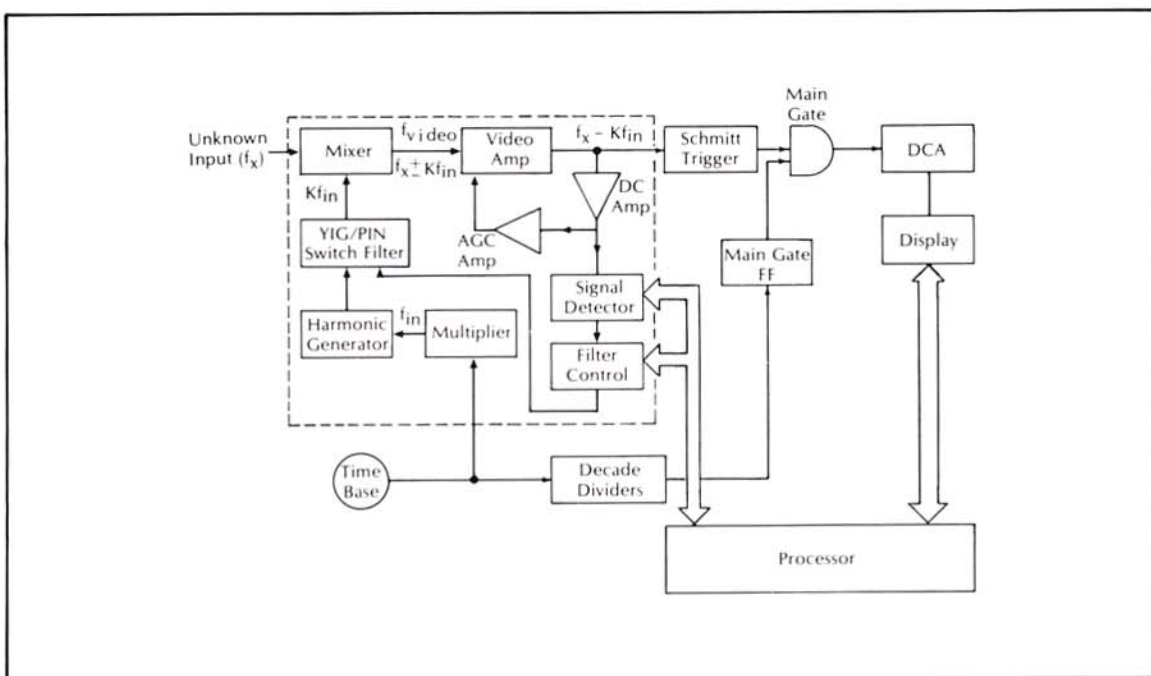 Main
Gate
Unknown
Input (fx)
Mixer
fvideo
fx ± Kfin
Video
Amp
fx − Kfin
Schmitt
Trigger
DCA
Kfin
DC
Amp
AGC
Amp
YIG/PIN
Switch Filter
Main Gate
FF
Display
Signal
Detector
Harmonic
Generator
fin
Multiplier
Filter
Control
Time
Base
Decade
Dividers
Processor